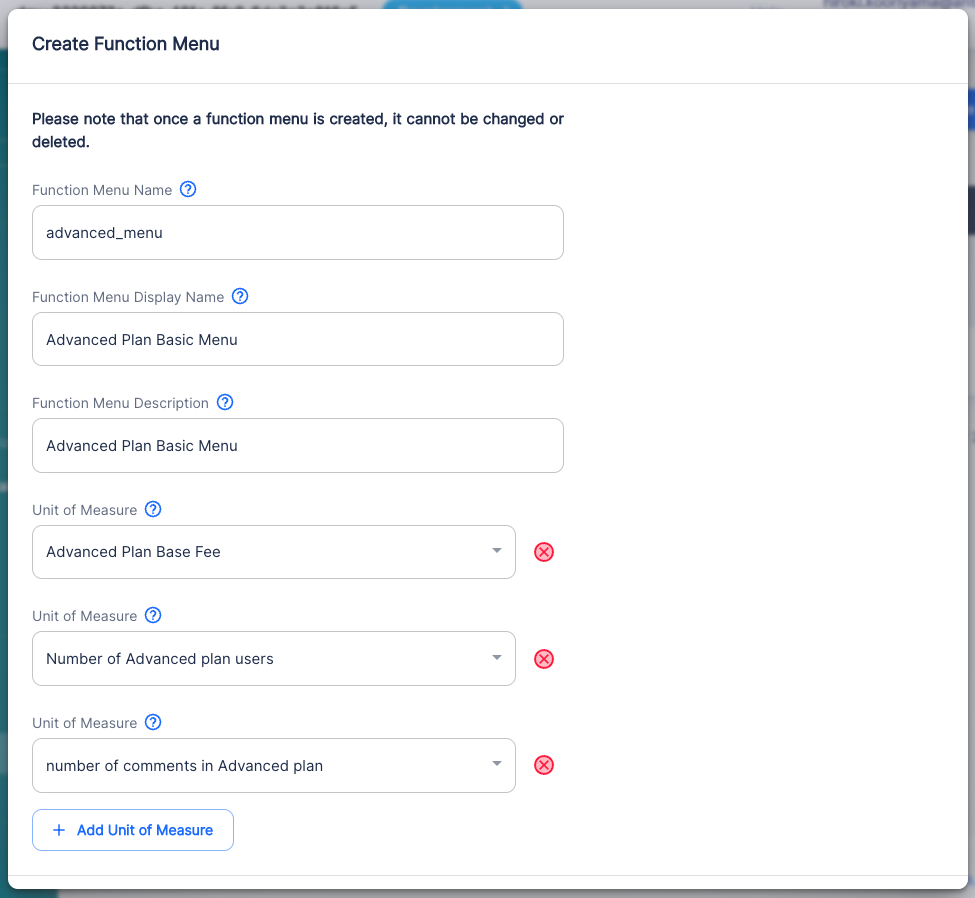 Create Function Menu
Please note that once a function menu is created, it cannot be changed or
deleted.
Function Menu Name ?
advanced_menu
Function Menu Display Name ?
Advanced Plan Basic Menu
Function Menu Description ?
Advanced Plan Basic Menu
Unit of Measure ?
Advanced Plan Base Fee
Unit of Measure ?
Number of Advanced plan users
Unit of Measure ?
number of comments in Advanced plan
+ Add Unit of Measure